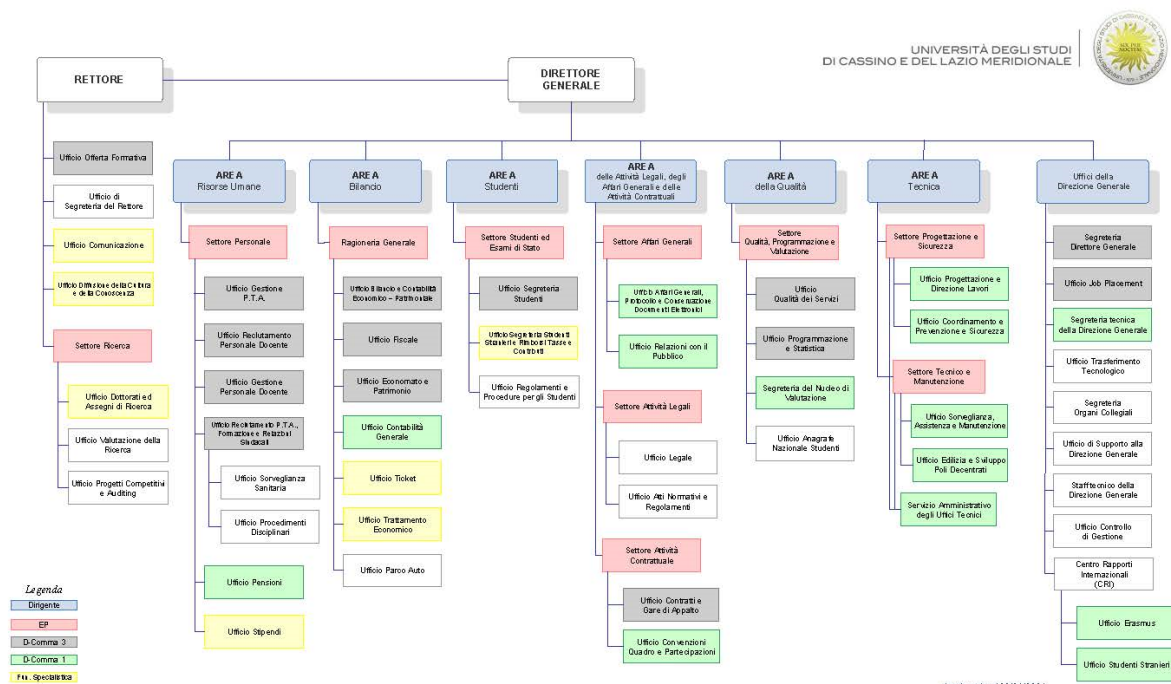 UNIVERSITÀ DEGLI STUDI
DI CASSINO E DEL LAZIO MERIDIONALE
RETTORE
DIRETTORE
GENERALE
Ufficio Offerta Formativa
Ufficio di
Segreteria del Rettore
Ufficio Comunicazione
Ufficio Diffusione della Cultura
e della Conoscenza
Settore Ricerca
Ufficio Dottorati ed
Assegni di Ricerca
Ufficio Valutazione della
Ricerca
Ufficio Progetti Competitivi
e Auditing
AREA
Risorse Umane
Settore Personale
Ufficio Gestione
P.T.A.
Ufficio Reclutamento
Personale Docente
Ufficio Gestione
Personale Docente
Ufficio Reclutamento P.T.A.,
Formazione e Relazioni
Sindacali
Ufficio Sorveglianza
Sanitaria
Ufficio Procedimenti
Disciplinari
Ufficio Pensioni
Ufficio Stipendi
AREA
Bilancio
Ragioneria Generale
Ufficio Bilancio e Contabilità
Economico - Patrimoniale
Ufficio Fiscale
Ufficio Economato e
Patrimonio
Ufficio Contabilità
Generale
Ufficio Ticket
Ufficio Trattamento
Economico
Ufficio Parco Auto
AREA
Studenti
Settore Studenti ed
Esami di Stato
Ufficio Segreteria
Studenti
Ufficio Segreteria Studenti
Stranieri e Rimborsi Tasse e
Contributi
Ufficio Regolamenti e
Procedure per gli Studenti
AREA
delle Attività Legali, degli
Affari Generali e delle
Attività Contrattuali
Settore Affari Generali
Affari Generali,
Protocollo e Conservazione
Documenti Elettronici
Ufficio Relazioni con il
Pubblico
Settore Attività Legali
Ufficio Legale
Ufficio Atti Normativi e
Regolamenti
Settore Attività
Contrattuale
Ufficio Contratti e
Gare di Appalto
Ufficio Convenzioni
Quadro e Partecipazioni
AREA
della Qualità
Settore
Qualità, Programmazione e
Valutazione
Ufficio
Qualità dei Servizi
Ufficio Programmazione
e Statistica
Segreteria del Nucleo di
Valutazione
Ufficio Anagrafe
Nazionale Studenti
AREA
Tecnica
Settore Progettazione e
Sicurezza
Ufficio Progettazione e
Direzione Lavori
Ufficio Coordinamento e
Prevenzione e Sicurezza
Settore Tecnico e
Manutenzione
Ufficio Sorveglianza,
Assistenza e Manutenzione
Ufficio Edilizia e Sviluppo
Poli Decentrati
Servizio Amministrativo
degli Uffici Tecnici
Uffici della
Direzione Generale
Segreteria
Direttore Generale
Ufficio Job Placement
Segreteria tecnica
della Direzione Generale
Ufficio Trasferimento
Tecnologico
Segreteria
Organi Collegiali
Ufficio di Supporto alla
Direzione Generale
Staff tecnico della
Direzione Generale
Ufficio Controllo
di Gestione
Centro Rapporti
Internazionali
(CRI)
Ufficio Erasmus
Ufficio Studenti Stranieri
Legenda
Dirigente
EP
D-Comma 3
D-Comma 1
Fun. Specialistica